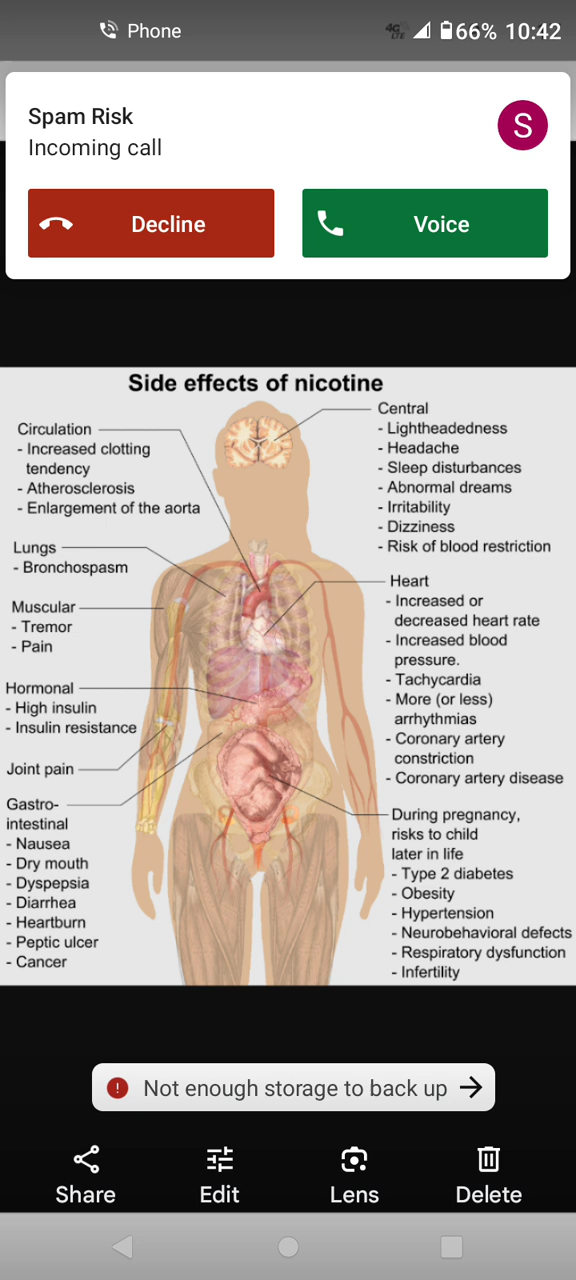 Phone
4G
LTE
66% 10:42
Spam Risk
Incoming call
S
Decline
Voice
Side effects of nicotine
Circulation
- Increased clotting
tendency
- Atherosclerosis
- Enlargement of the aorta
Lungs
- Bronchospasm
Muscular
- Tremor
- Pain
Hormonal
- High insulin
- Insulin resistance
Joint pain
Gastro-
intestinal
- Nausea
- Dry mouth
- Dyspepsia
- Diarrhea
- Heartburn
- Peptic ulcer
- Cancer
Central
- Lightheadedness
- Headache
- Sleep disturbances
- Abnormal dreams
- Irritability
- Dizziness
- Risk of blood restriction
Heart
- Increased or
decreased heart rate
- Increased blood
pressure.
- Tachycardia
- More (or less)
arrhythmias
- Coronary artery
constriction
- Coronary artery disease
During pregnancy,
risks to child
later in life
- Type 2 diabetes
- Obesity
- Hypertension
- Neurobehavioral defects
- Respiratory dysfunction
- Infertility
Not enough storage to back up
Share
Edit
Lens
Delete